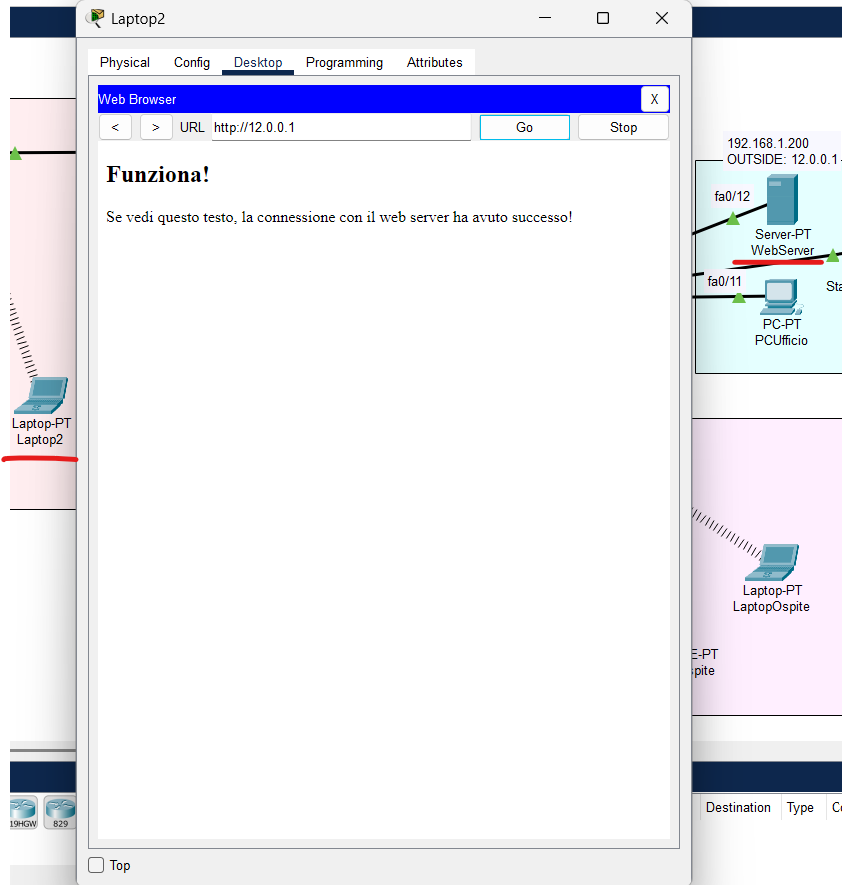 Laptop2
Physical Config Desktop Programming Attributes
Web Browser X
< > URL http://12.0.0.1 Go Stop
Funziona!
Se vedi questo testo, la connessione con il web server ha avuto successo!
Laptop-PT
Laptop2
192.168.1.200
OUTSIDE: 12.0.0.1
fa0/12
Server-PT
WebServer
fa0/11
PC-PT
PCUfficio
Laptop-PT
LaptopOspite
E-PT
spite
19HGW
829
Destination Type
Top